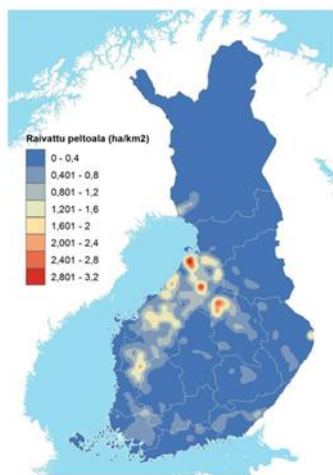 Raivattu peltoala (ha/km2)
0 - 0,4
0,401 - 0,8
0,801 - 1,2
1,201 - 1,6
1,601 - 2
2,001 - 2,4
2,401 - 2,8
2,801 - 3,2